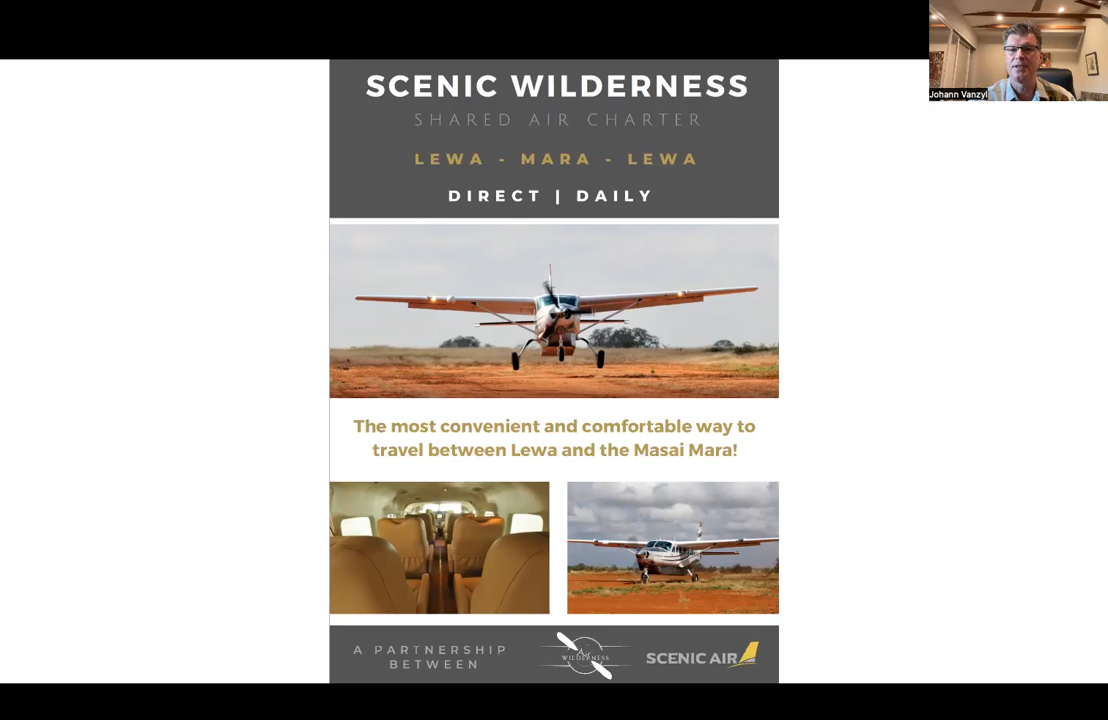 SCENIC WILDERNESS
SHARED AIR CHARTER
LEWA - MARA - LEWA
DIRECT | DAILY
The most convenient and comfortable way to
travel between Lewa and the Masai Mara!
A PARTNERSHIP
BETWEEN
Air
WILDERNESS
SCENIC AIR
Johann Vanzyl